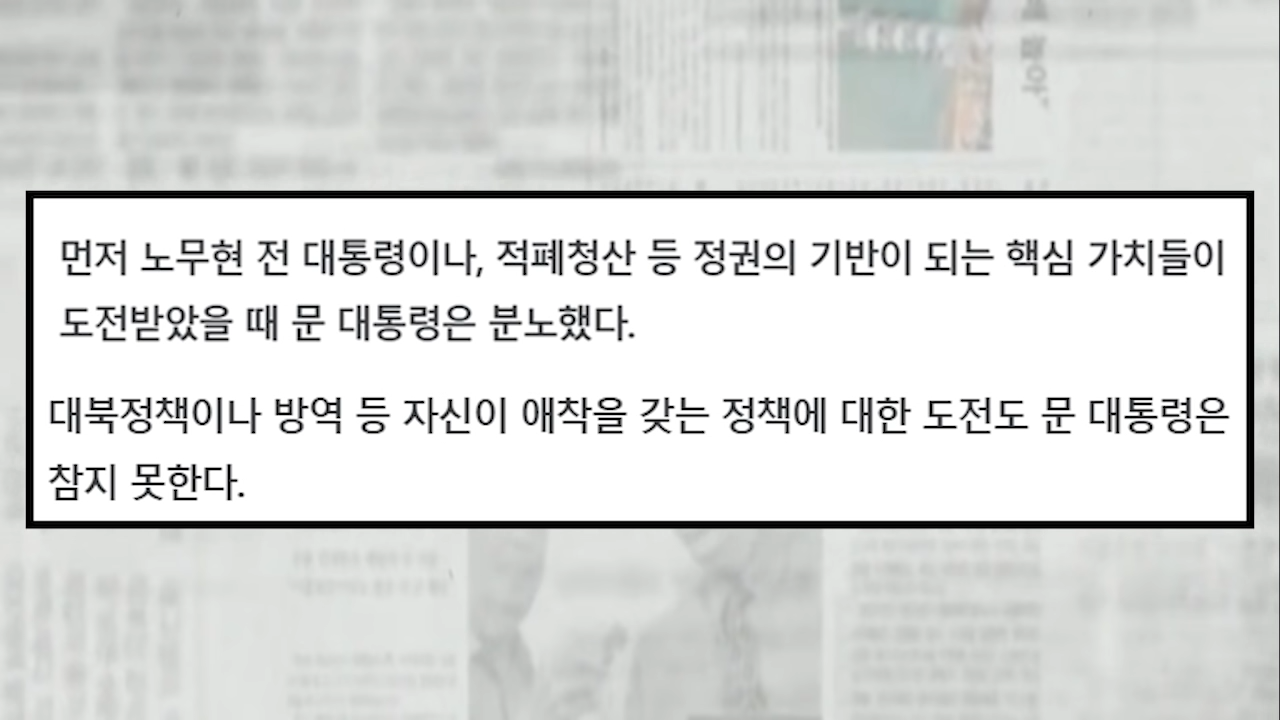 먼저 노무현 전 대통령이나, 적폐청산 등 정권의 기반이 되는 핵심 가치들이
도전받았을 때 문 대통령은 분노했다.
대북정책이나 방역 등 자신이 애착을 갖는 정책에 대한 도전도 문 대통령은
참지 못한다.